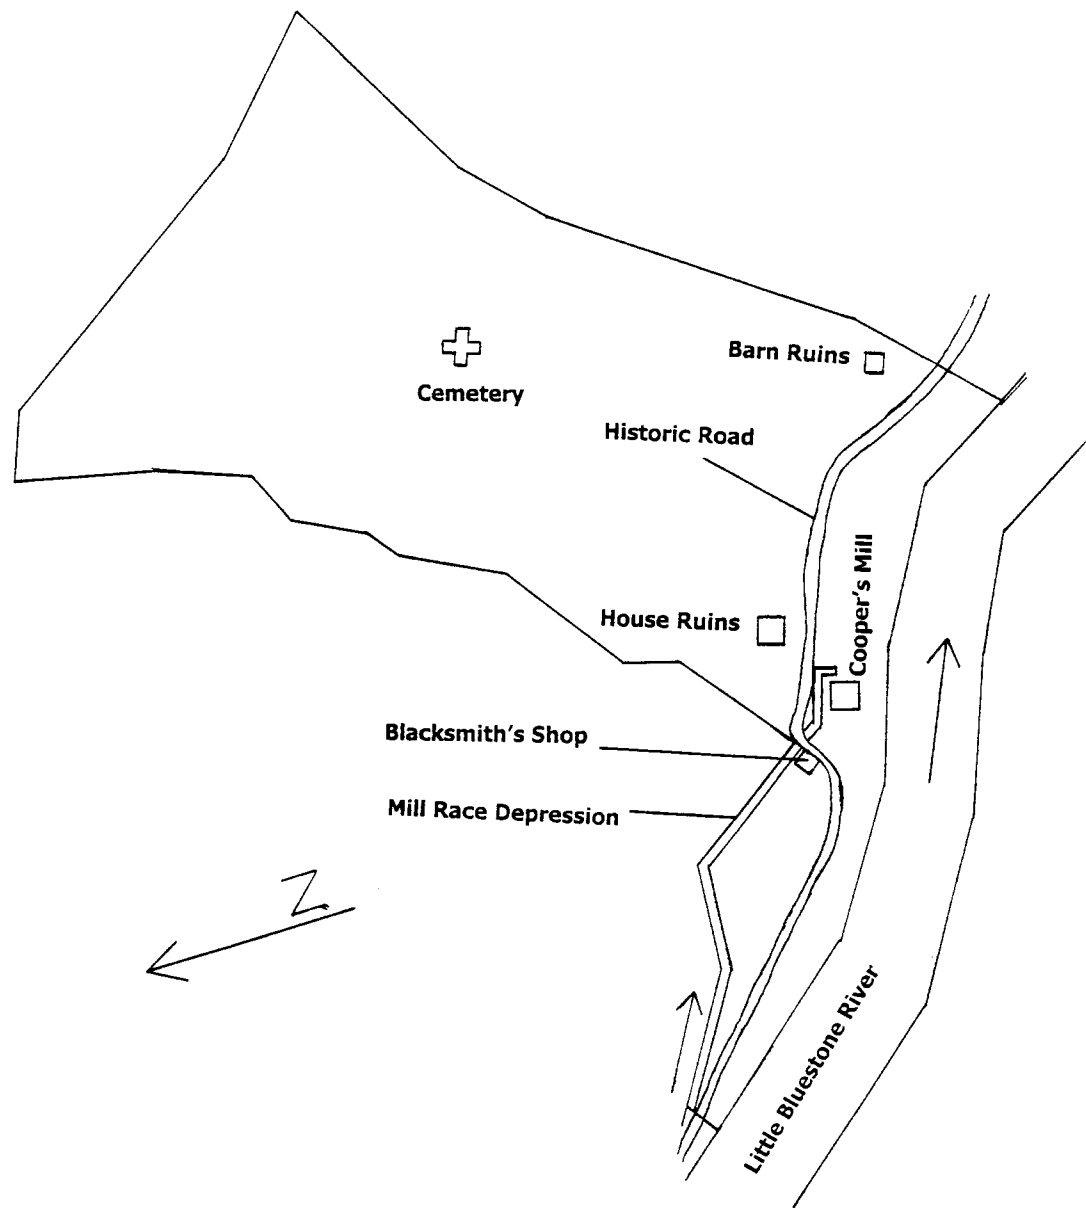 Barn Ruins
Cemetery
Historic Road
Cooper's Mill
House Ruins
Blacksmith's Shop
Mill Race Depression
N
Little Bluestone River